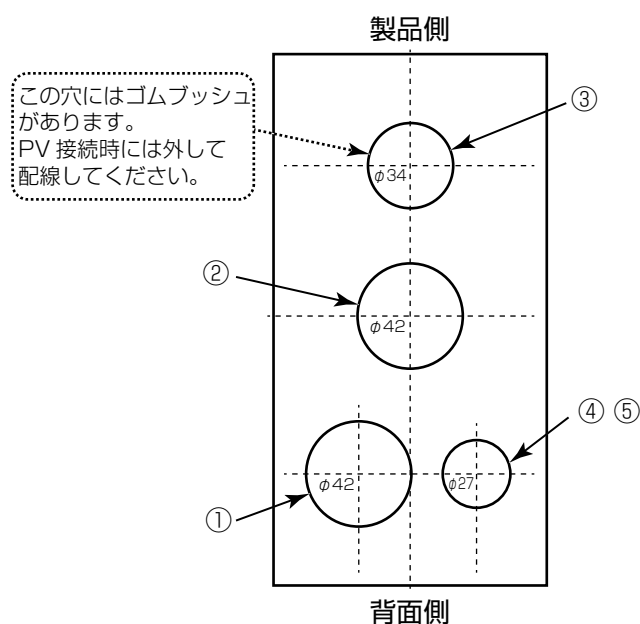 製品側
この穴にはゴムブッシュ
があります。
PV 接続時には外して
配線してください。
③
φ34
②
φ42
④ ⑤
φ42
φ27
①
背面側